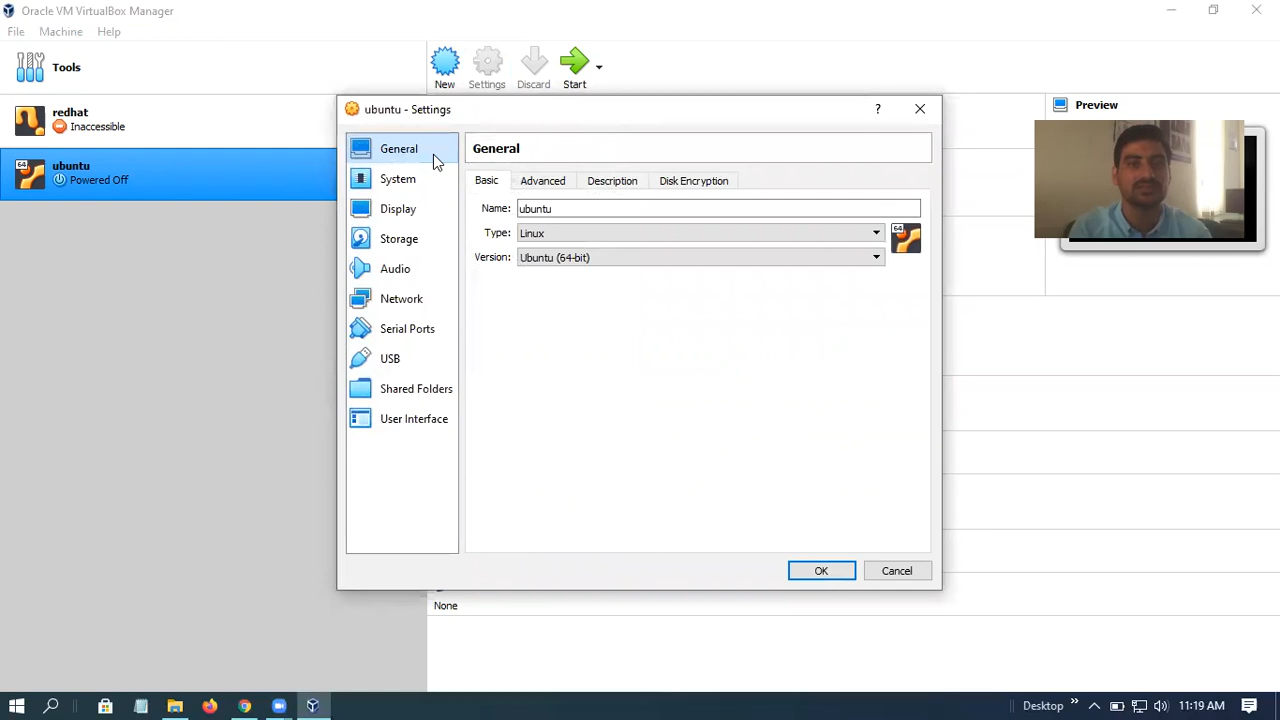 Oracle VM VirtualBox Manager
File Machine Help
Tools
New Settings Discard Start
redhat
Inaccessible
ubuntu
Powered Off
Preview
ubuntu - Settings
?
General
System
Display
Storage
Audio
Network
Serial Ports
USB
Shared Folders
User Interface
General
Basic Advanced Description Disk Encryption
Name: ubuntu
Type: Linux
64
Version: Ubuntu (64-bit)
OK Cancel
None
Desktop 11:19 AM